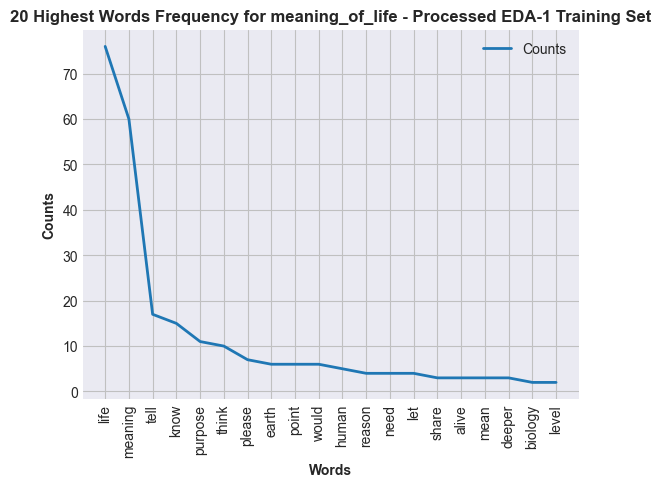 20 Highest Words Frequency for meaning_of_life - Processed EDA-1 Training Set
Counts
Counts
70
60
50
40
30
20
10
0
life
meaning
tell
know
purpose
think
please
earth
point
would
human
reason
need
let
share
alive
mean
deeper
biology
level
Words